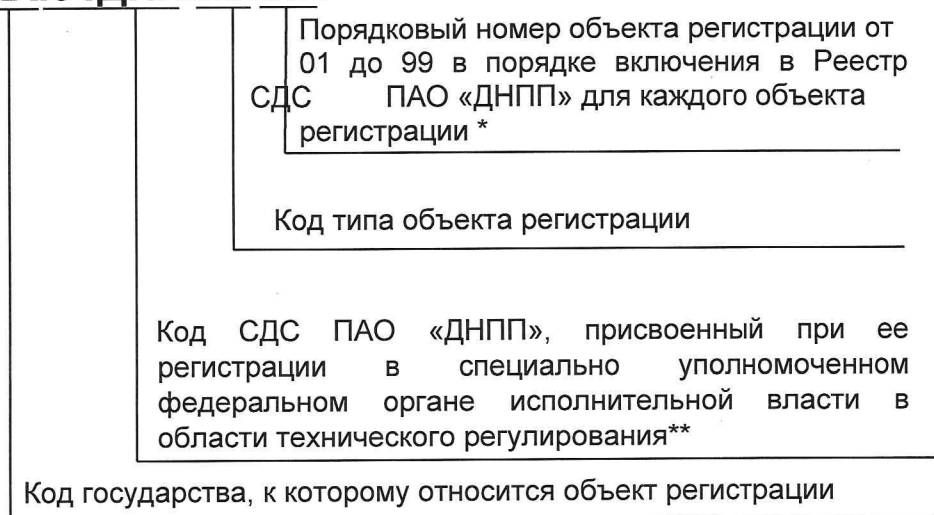 Порядковый номер объекта регистрации от
01 до 99 в порядке включения в Реестр
СДС ПАО «ДНПП» для каждого объекта
регистрации *
Код типа объекта регистрации
Код СДС ПАО «ДНПП», присвоенный при ее
регистрации в специально уполномоченном
федеральном органе исполнительной власти в
области технического регулирования**
Код государства, к которому относится объект регистрации